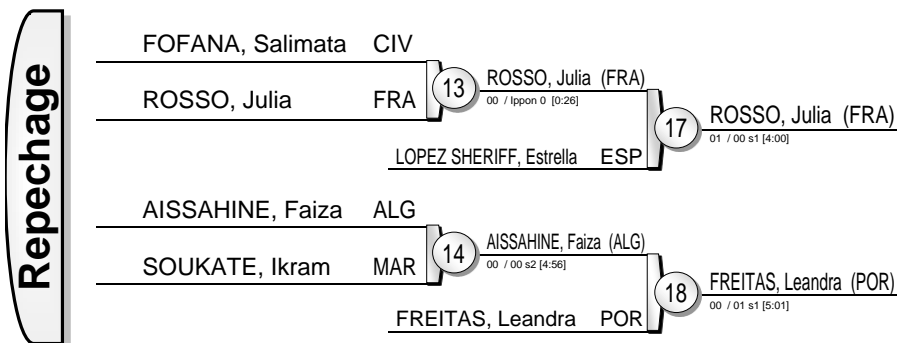 Repechage
FOFANA, Salimata CIV
ROSSO, Julia FRA
13
ROSSO, Julia (FRA)
00 / Ippon 0 [0:26]
LOPEZ SHERIFF, Estrella ESP
17
ROSSO, Julia (FRA)
01 / 00 s1 [4:00]
AISSAHINE, Faiza ALG
SOUKATE, Ikram MAR
14
AISSAHINE, Faiza (ALG)
00 / 00 s2 [4:56]
FREITAS, Leandra POR
18
FREITAS, Leandra (POR)
00 / 01 s1 [5:01]